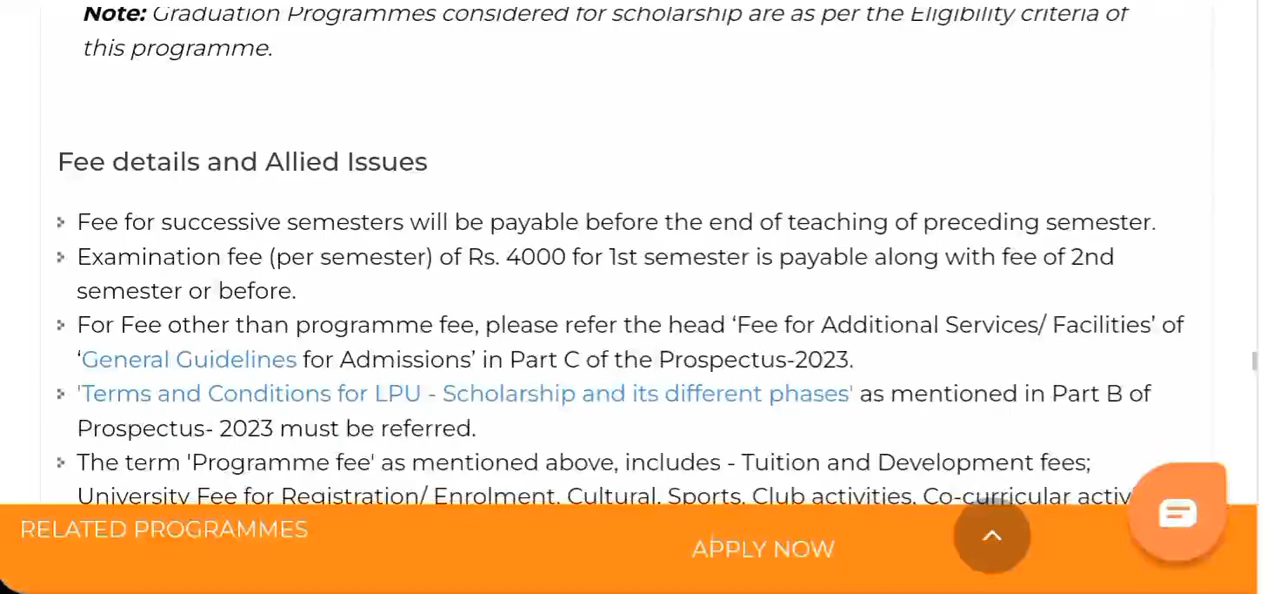 Note: Graduation Programmes considered for scholarship are as per the Eligibility criteria of
this programme.
Fee details and Allied Issues
Fee for successive semesters will be payable before the end of teaching of preceding semester.
Examination fee (per semester) of Rs. 4000 for 1st semester is payable along with fee of 2nd
semester or before.
For Fee other than programme fee, please refer the head ‘Fee for Additional Services/ Facilities’ of
‘General Guidelines for Admissions’ in Part C of the Prospectus-2023.
'Terms and Conditions for LPU - Scholarship and its different phases' as mentioned in Part B of
Prospectus- 2023 must be referred.
The term 'Programme fee' as mentioned above, includes - Tuition and Development fees;
University Fee for Registration/ Enrolment, Cultural, Sports, Club activities, Co-curricular activ
RELATED PROGRAMMES
APPLY NOW